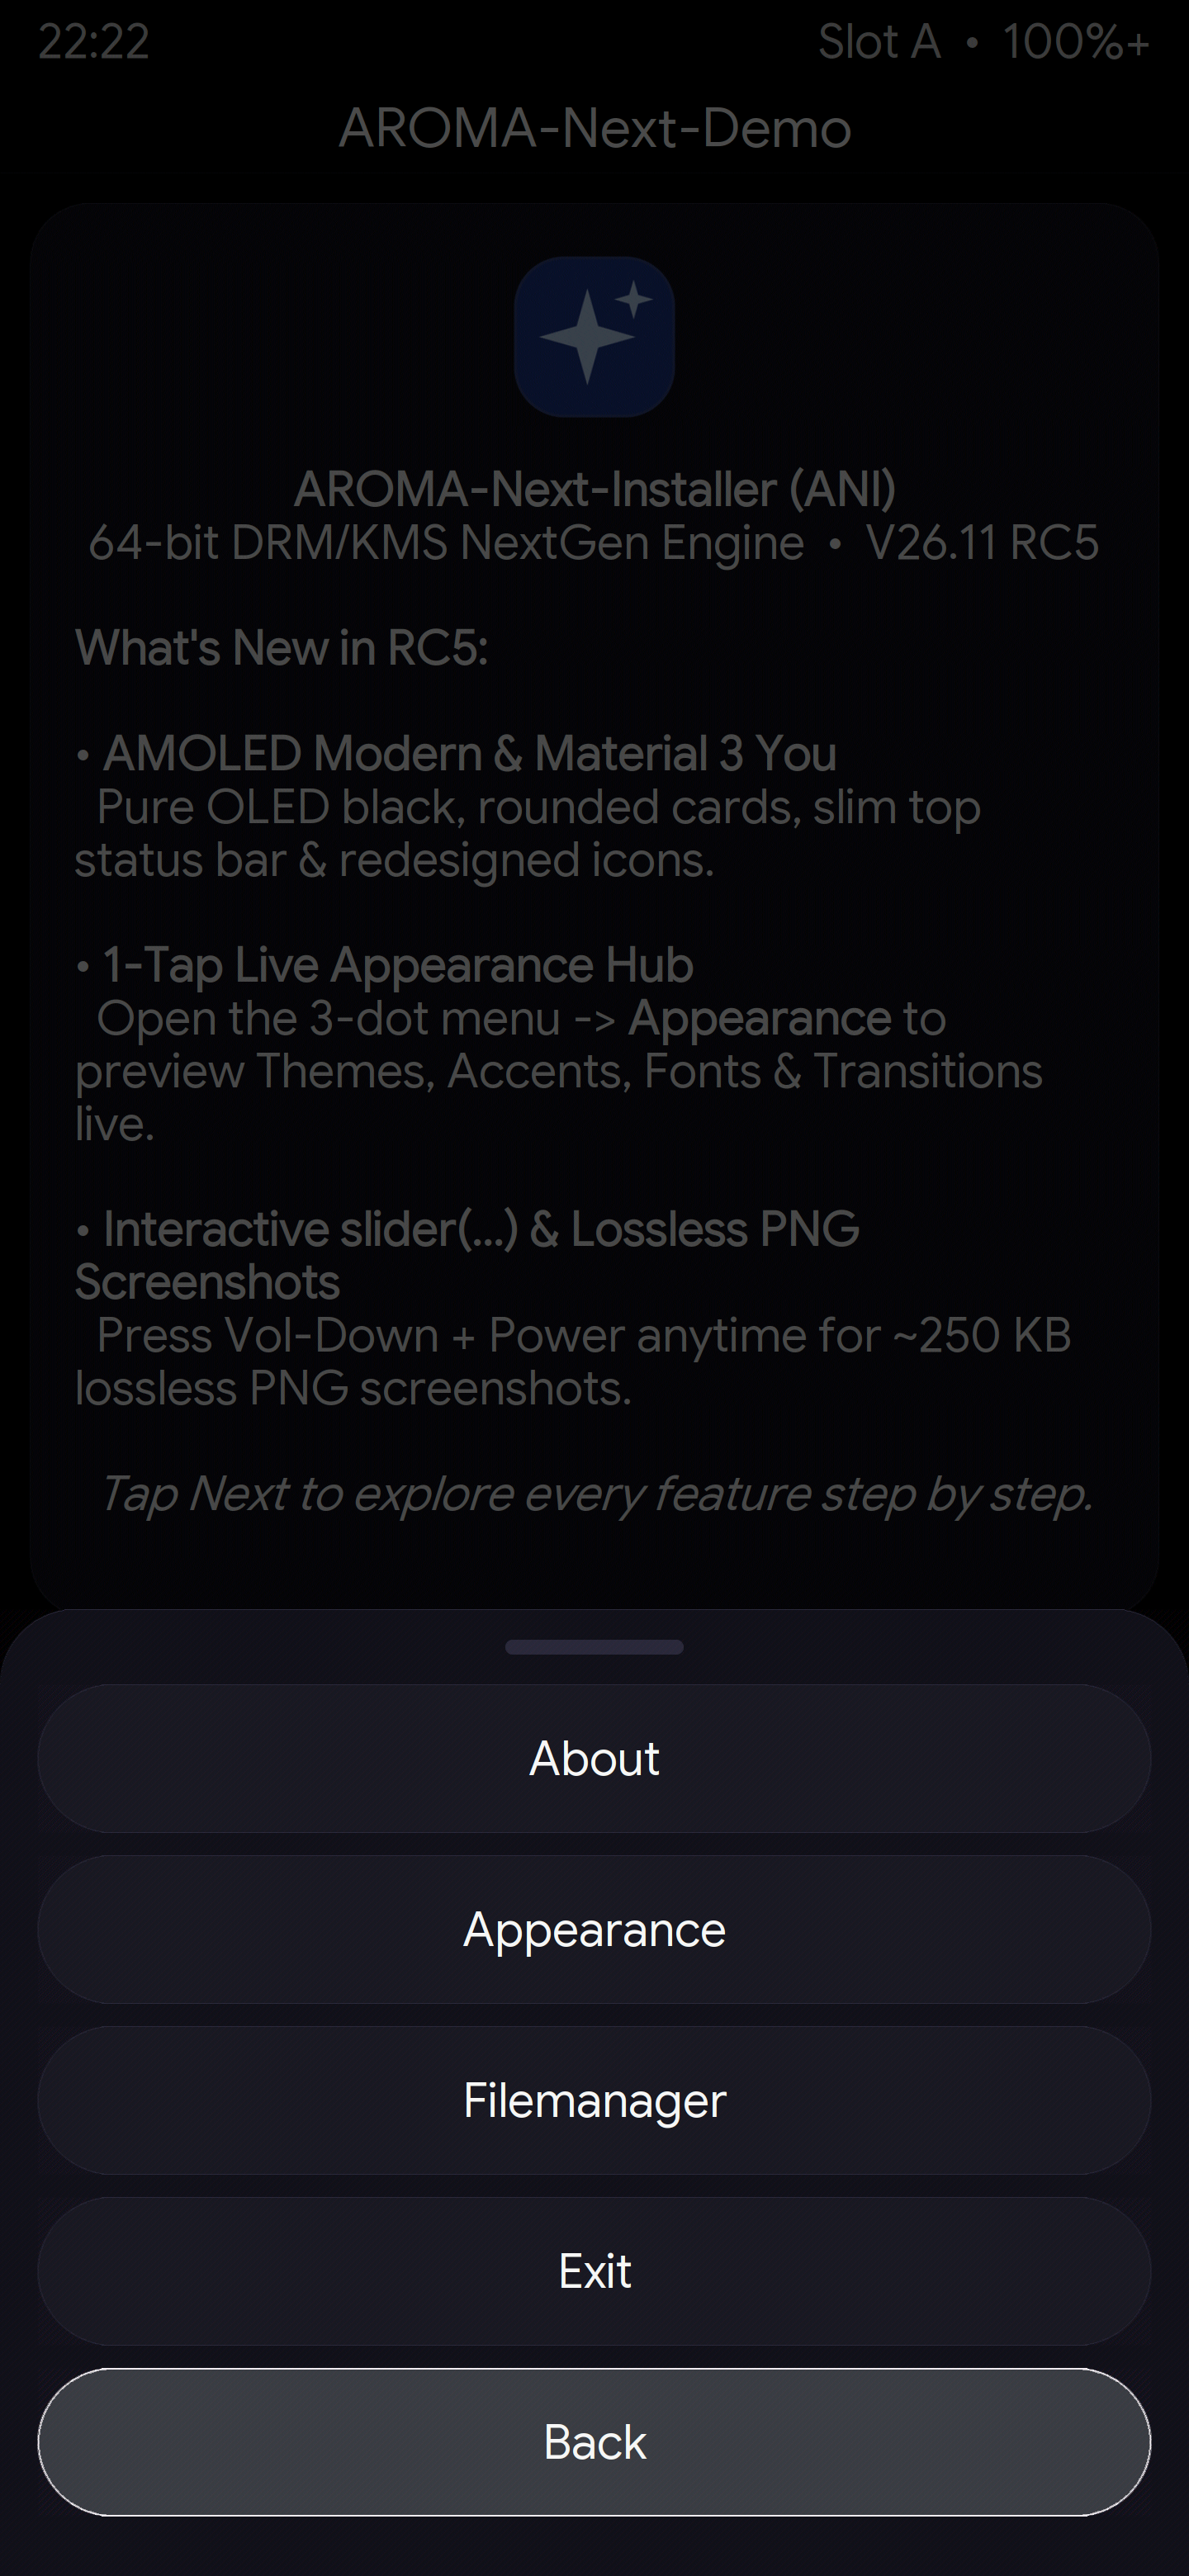 22:22
Slot A • 100%+
AROMA-Next-Demo
AROMA-Next-Installer (ANI)
64-bit DRM/KMS NextGen Engine • V26.11 RC5
What's New in RC5:
• AMOLED Modern & Material 3 You
Pure OLED black, rounded cards, slim top
status bar & redesigned icons.
• 1-Tap Live Appearance Hub
Open the 3-dot menu -> Appearance to
preview Themes, Accents, Fonts & Transitions
live.
• Interactive slider(...) & Lossless PNG
Screenshots
Press Vol-Down + Power anytime for ~250 KB
lossless PNG screenshots.
Tap Next to explore every feature step by step.
About
Appearance
Filemanager
Exit
Back